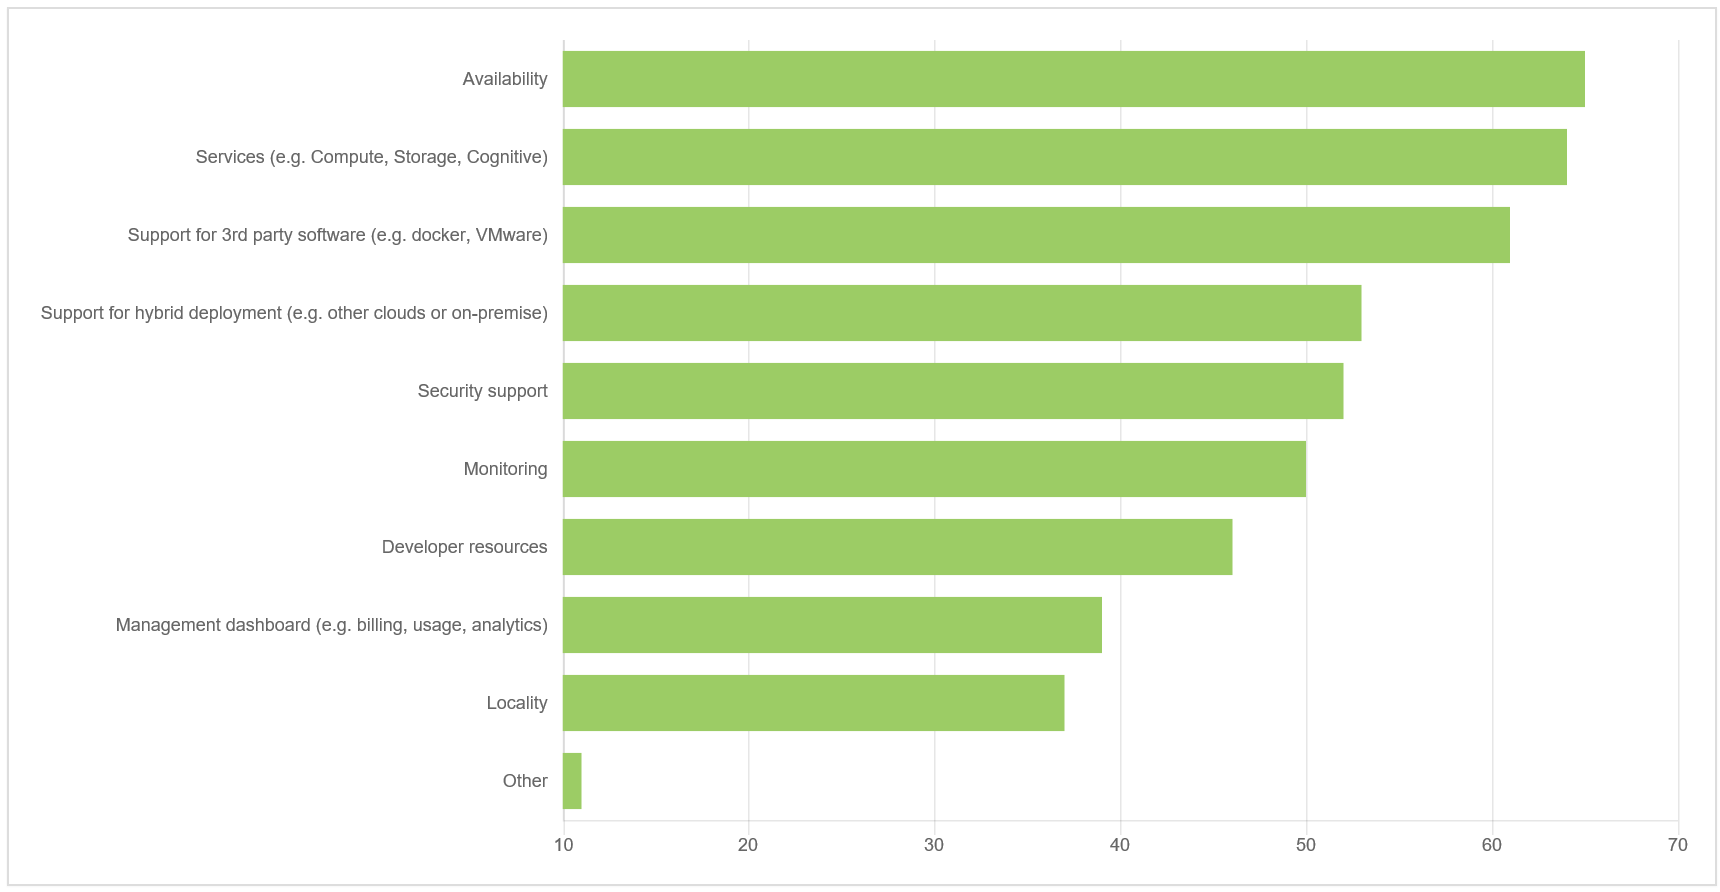 Availability
Services (e.g. Compute, Storage, Cognitive)
Support for 3rd party software (e.g. docker, VMware)
Support for hybrid deployment (e.g. other clouds or on-premise)
Security support
Monitoring
Developer resources
Management dashboard (e.g. billing, usage, analytics)
Locality
Other
10 20 30 40 50 60 70